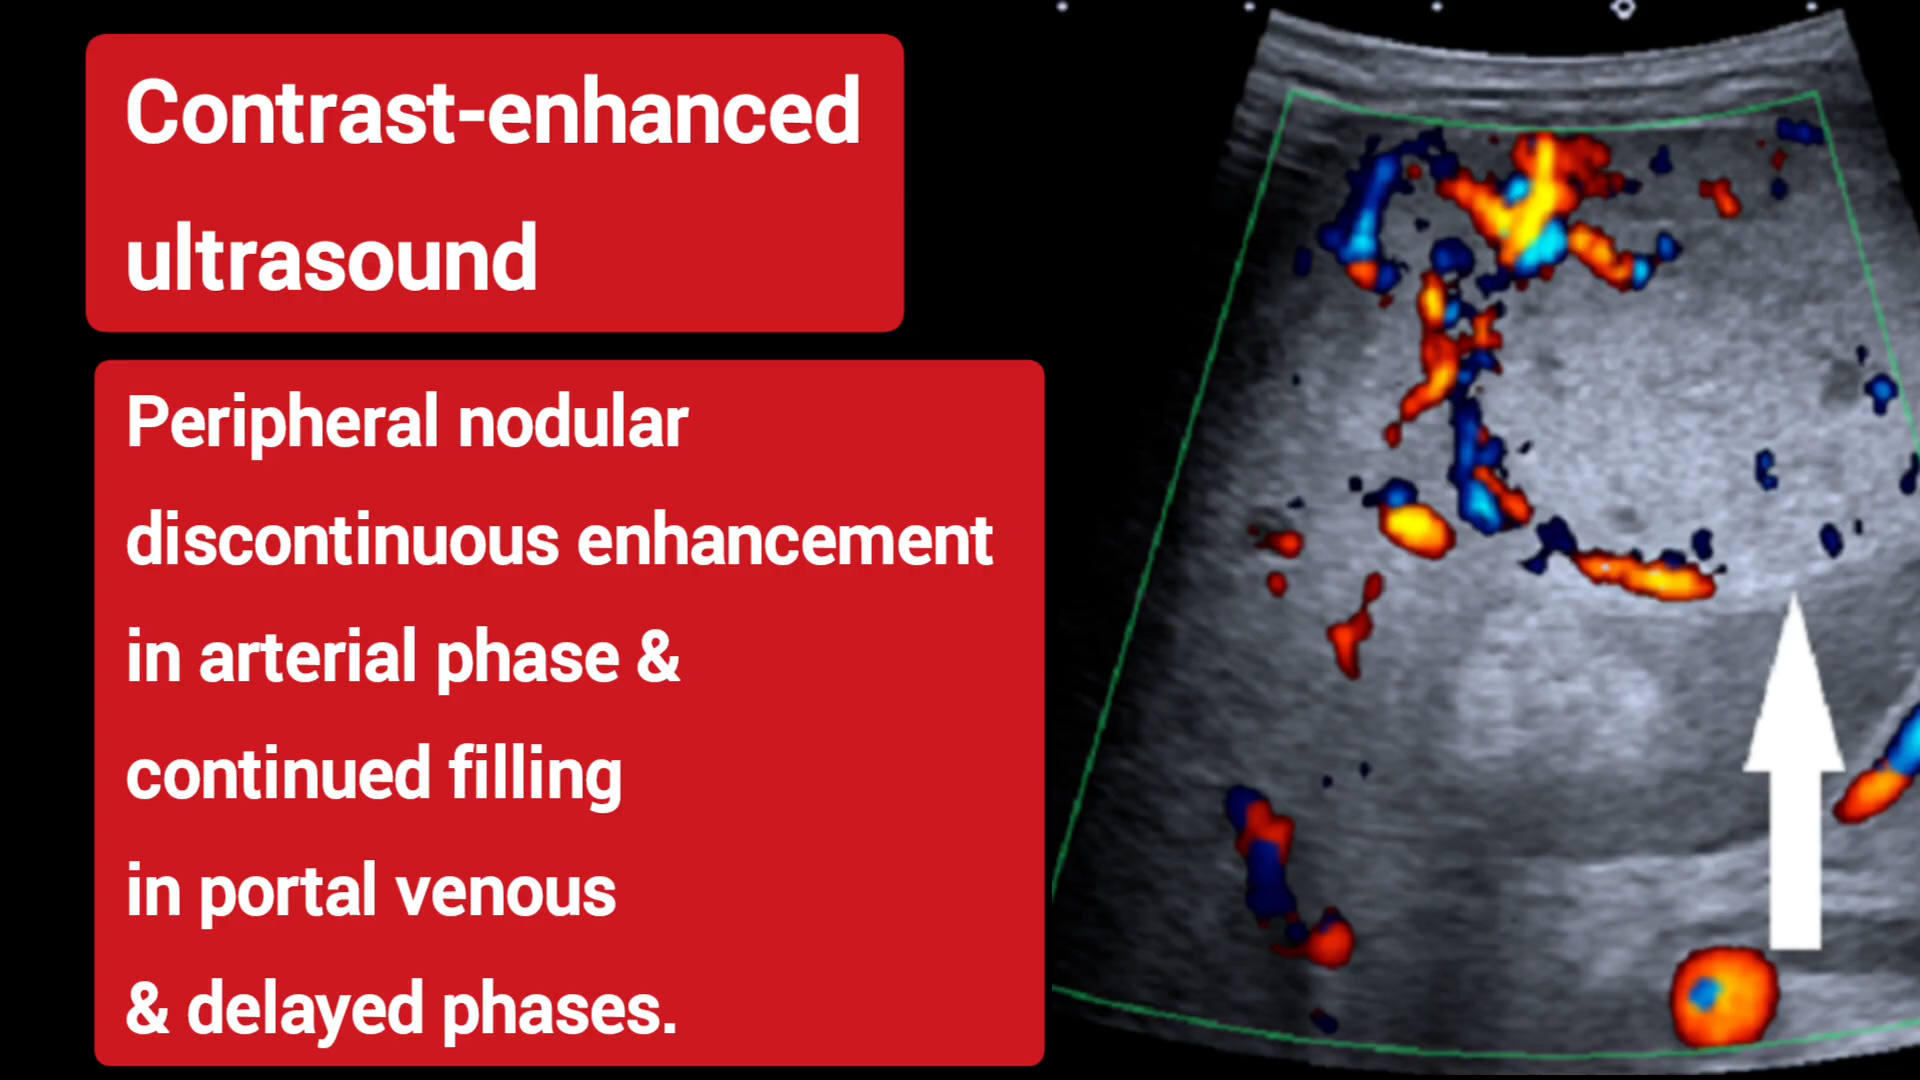 Contrast-enhanced
ultrasound
Peripheral nodular
discontinuous enhancement
in arterial phase &
continued filling
in portal venous
& delayed phases.